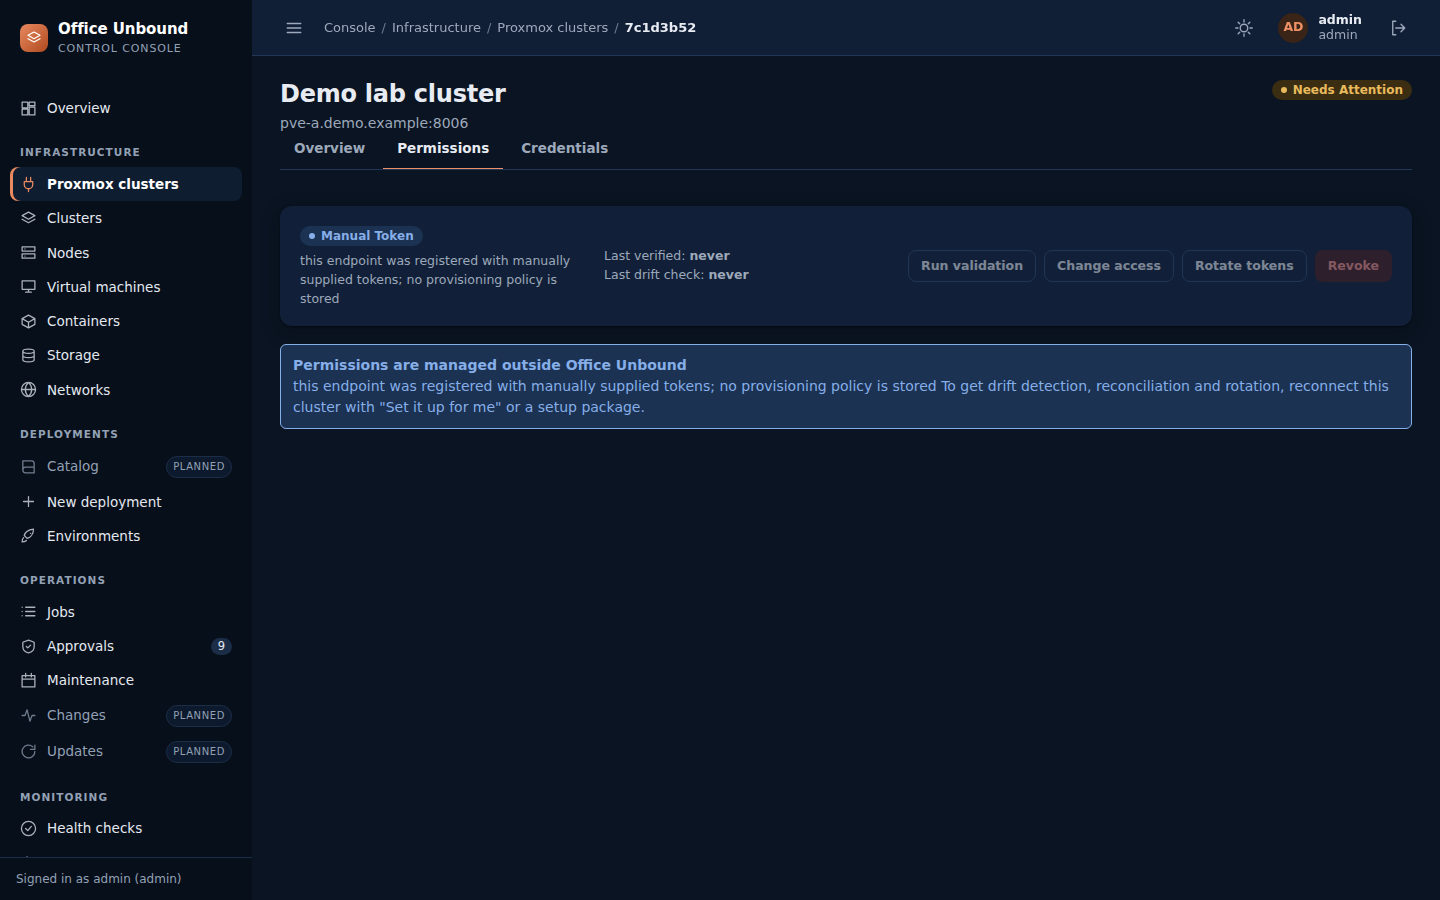 Office Unbound
CONTROL CONSOLE
Overview
INFRASTRUCTURE
Proxmox clusters
Clusters
Nodes
Virtual machines
Containers
Storage
Networks
DEPLOYMENTS
Catalog PLANNED
New deployment
Environments
OPERATIONS
Jobs
Approvals 9
Maintenance
Changes PLANNED
Updates PLANNED
MONITORING
Health checks
Signed in as admin (admin)
Console / Infrastructure / Proxmox clusters / 7c1d3b52
AD admin
admin
Demo lab cluster
Needs Attention
pve-a.demo.example:8006
Overview Permissions Credentials
Manual Token
this endpoint was registered with manually
supplied tokens; no provisioning policy is
stored
Last verified: never
Last drift check: never
Run validation Change access Rotate tokens Revoke
Permissions are managed outside Office Unbound
this endpoint was registered with manually supplied tokens; no provisioning policy is stored To get drift detection, reconciliation and rotation, reconnect this
cluster with "Set it up for me" or a setup package.